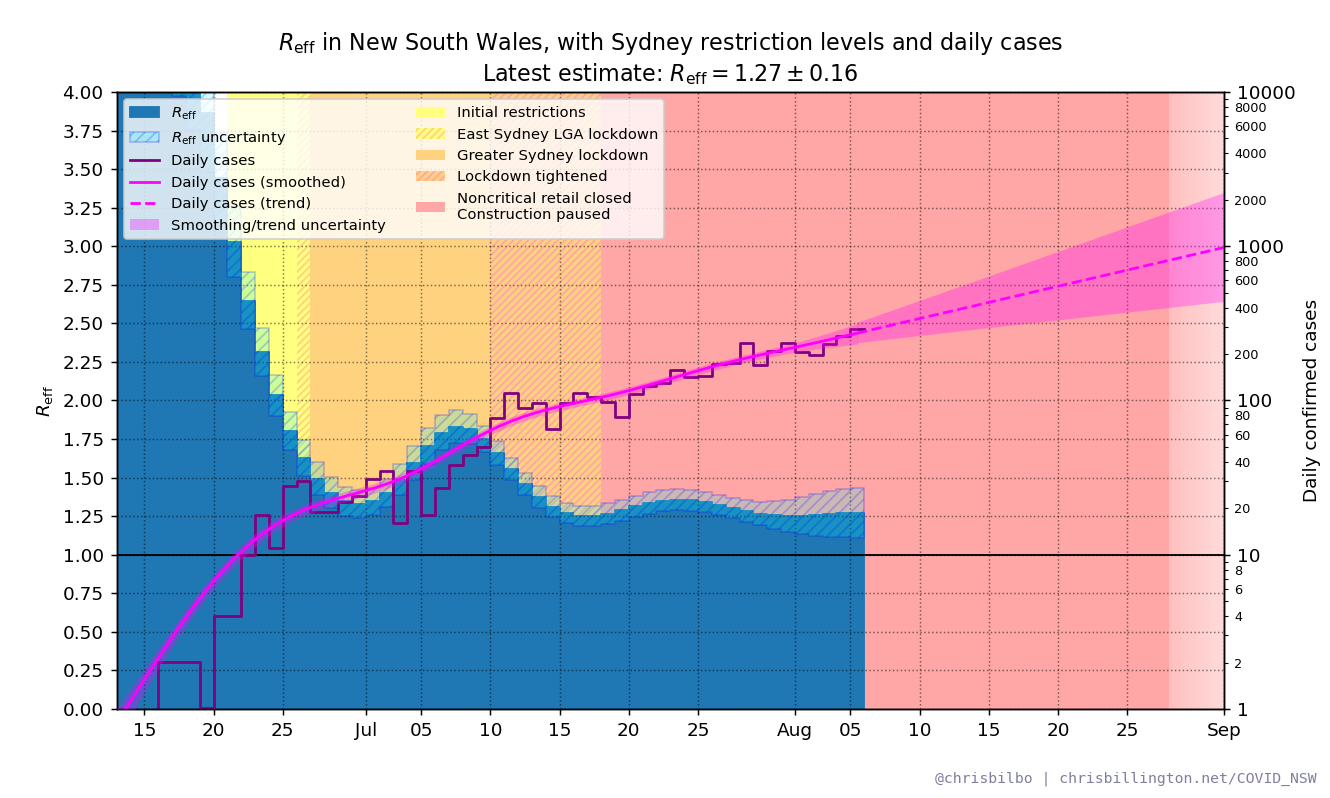 Reff in New South Wales, with Sydney restriction levels and daily cases
Latest estimate: Reff = 1.27 ± 0.16
Reff
Reff uncertainty
Daily cases
Daily cases (smoothed)
Daily cases (trend)
Smoothing/trend uncertainty
Initial restrictions
East Sydney LGA lockdown
Greater Sydney lockdown
Lockdown tightened
Noncritical retail closed
Construction paused
Reff
4.00
3.75
3.50
3.25
3.00
2.75
2.50
2.25
2.00
1.75
1.50
1.25
1.00
0.75
0.50
0.25
0.00
10000
8000
6000
4000
2000
1000
800
600
400
200
100
80
60
40
20
10
8
6
4
2
1
Daily confirmed cases
15 20 25 Jul 05 10 15 20 25 Aug 05 10 15 20 25 Sep
@chrisbilbo | chrisbillington.net/COVID_NSW